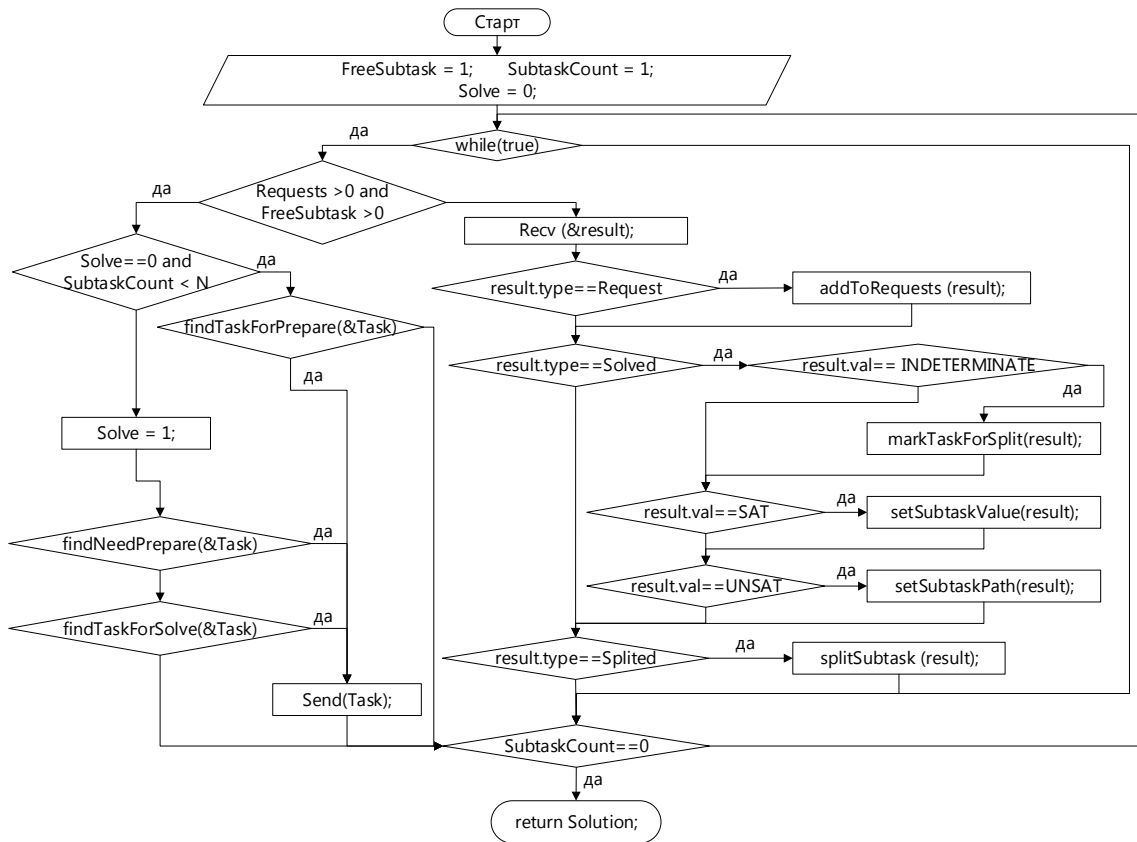 Старт
FreeSubtask = 1; SubtaskCount = 1;
Solve = 0;
да
while(true)
да
Requests >0 and
FreeSubtask >0
Recv (&result);
Solve==0 and
SubtaskCount < N
да
result.type==Request
да
addToRequests (result);
findTaskForPrepare(&Task)
да
result.type==Solved
да
result.val== INDETERMINATE
да
markTaskForSplit(result);
Solve = 1;
result.val==SAT
да
setSubtaskValue(result);
findNeedPrepare(&Task)
да
result.val==UNSAT
да
setSubtaskPath(result);
findTaskForSolve(&Task)
да
result.type==Splited
да
splitSubtask (result);
Send(Task);
SubtaskCount==0
да
return Solution;